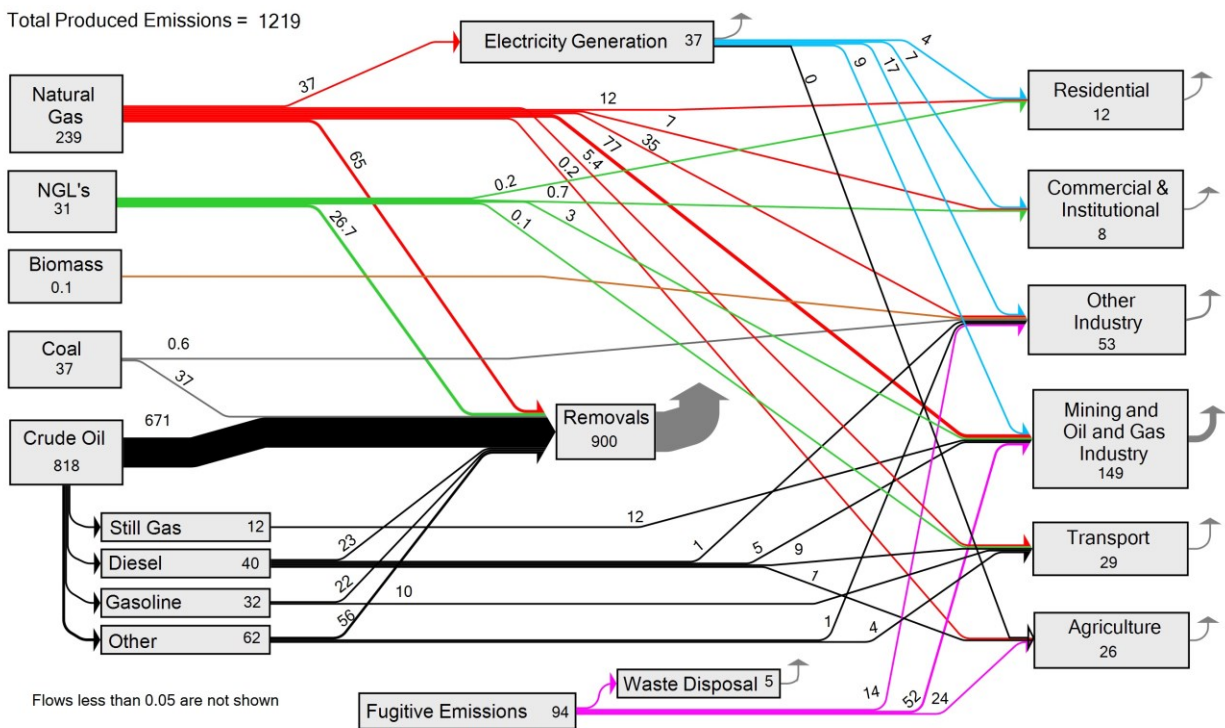 Total Produced Emissions = 1219
Electricity Generation 37
Natural
Gas
239
NGL's
31
Biomass
0.1
Coal
37
Crude Oil
818
Still Gas 12
Diesel 40
Gasoline 32
Other 62
Removals
900
Waste Disposal 5
Fugitive Emissions 94
Residential
12
Commercial &
Institutional
8
Other
Industry
53
Mining and
Oil and Gas
Industry
149
Transport
29
Agriculture
26
37
65
12
7
35
77
5.4
0.2
4
7
17
9
0
0.2
0.7
3
0.1
26.7
0.6
37
671
12
23
22
10
56
1
5
9
1
1
4
14
52
24
Flows less than 0.05 are not shown